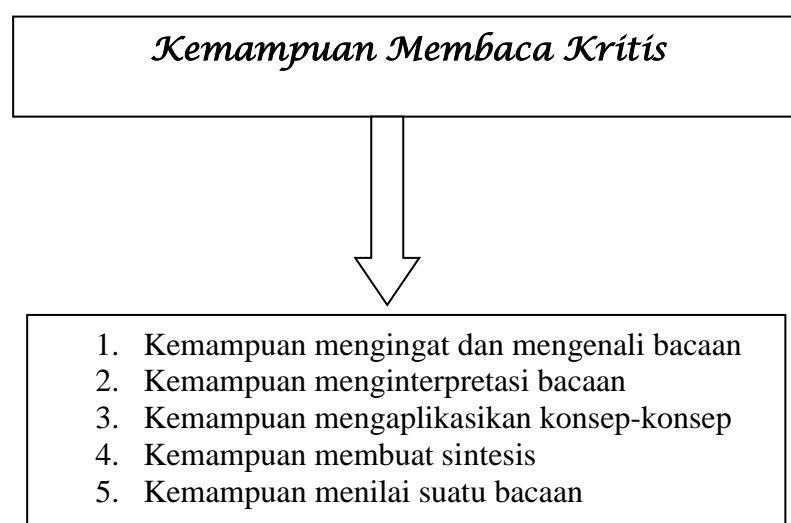 Kemampuan Membaca Kritis
1. Kemampuan mengingat dan mengenali bacaan
2. Kemampuan menginterpretasi bacaan
3. Kemampuan mengaplikasikan konsep-konsep
4. Kemampuan membuat sintesis
5. Kemampuan menilai suatu bacaan